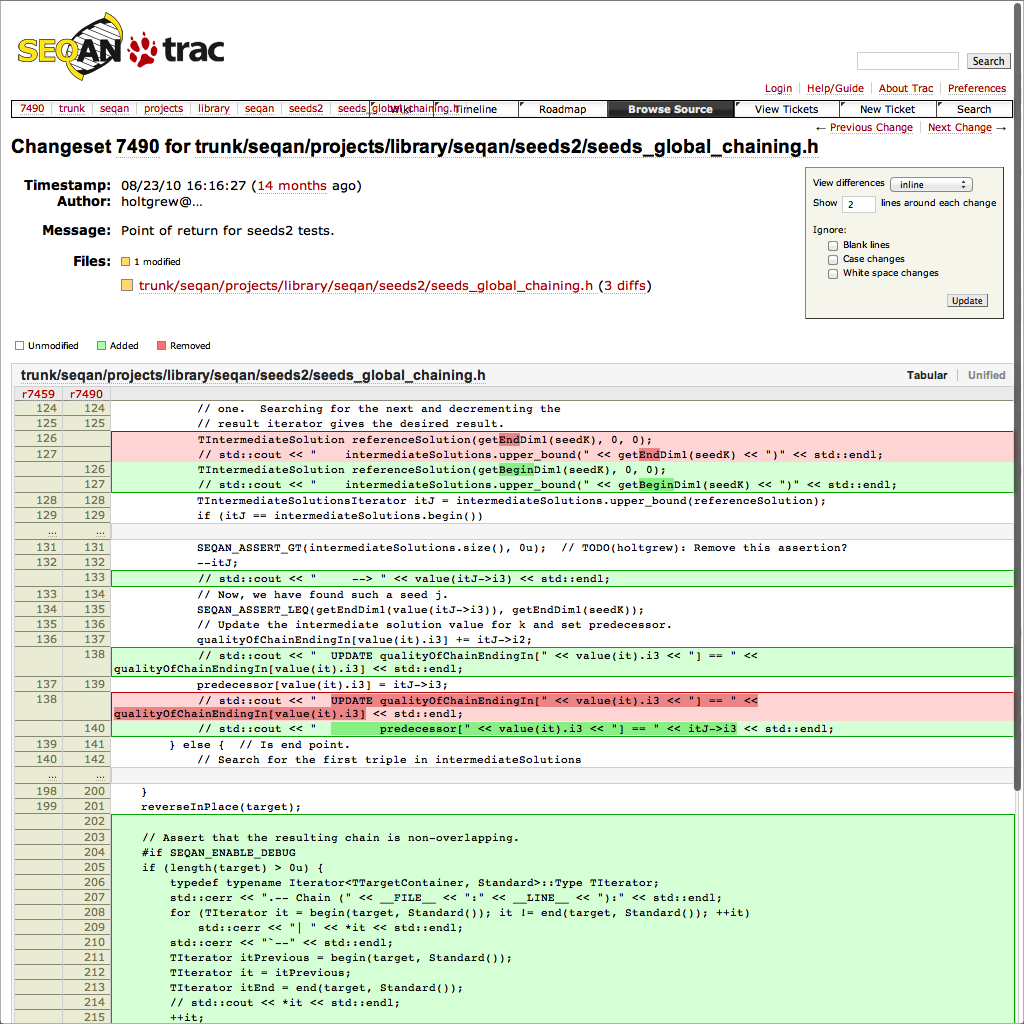 SEQAN trac
Search
Login Help/Guide About Trac Preferences
7490 trunk seqan projects library seqan seeds2 seeds_global_chaining.h Wiki Timeline Roadmap Browse Source View Tickets New Ticket Search
← Previous Change Next Change →
Changeset 7490 for trunk/seqan/projects/library/seqan/seeds2/seeds_global_chaining.h
Timestamp: 08/23/10 16:16:27 (14 months ago)
Author: holtgrew@...
Message: Point of return for seeds2 tests.
Files: 1 modified
trunk/seqan/projects/library/seqan/seeds2/seeds_global_chaining.h (3 diffs)
View differences inline
Show 2 lines around each change
Ignore:
Blank lines
Case changes
White space changes
Update
Unmodified Added Removed
trunk/seqan/projects/library/seqan/seeds2/seeds_global_chaining.h Tabular Unified
r7459 r7490
124 124 // one.  Searching for the next and decrementing the
125 125 // result iterator gives the desired result.
126 TIntermediateSolution referenceSolution(getEndDim1(seedK), 0, 0);
127 // std::cout << "    intermediateSolutions.upper_bound(" << getEndDim1(seedK) << ")" << std::endl;
126 TIntermediateSolution referenceSolution(getBeginDim1(seedK), 0, 0);
127 // std::cout << "    intermediateSolutions.upper_bound(" << getBeginDim1(seedK) << ")" << std::endl;
128 128 TIntermediateSolutionsIterator itJ = intermediateSolutions.upper_bound(referenceSolution);
129 129 if (itJ == intermediateSolutions.begin())
... ...
131 131 SEQAN_ASSERT_GT(intermediateSolutions.size(), 0u);  // TODO(holtgrew): Remove this assertion?
132 132 --itJ;
133 // std::cout << "     --> " << value(itJ->i3) << std::endl;
133 134 // Now, we have found such a seed j.
134 135 SEQAN_ASSERT_LEQ(getEndDim1(value(itJ->i3)), getEndDim1(seedK));
135 136 // Update the intermediate solution value for k and set predecessor.
136 137 qualityOfChainEndingIn[value(it).i3] += itJ->i2;
138 // std::cout << "  UPDATE qualityOfChainEndingIn[" << value(it).i3 << "] == " <<
qualityOfChainEndingIn[value(it).i3] << std::endl;
137 139 predecessor[value(it).i3] = itJ->i3;
138 // std::cout << "  UPDATE qualityOfChainEndingIn[" << value(it).i3 << "] == " <<
qualityOfChainEndingIn[value(it).i3] << std::endl;
140 // std::cout << "         predecessor[" << value(it).i3 << "] == " << itJ->i3 << std::endl;
139 141 } else {  // Is end point.
140 142 // Search for the first triple in intermediateSolutions
... ...
198 200 }
199 201 reverseInPlace(target);
202
203 // Assert that the resulting chain is non-overlapping.
204 #if SEQAN_ENABLE_DEBUG
205 if (length(target) > 0u) {
206 typedef typename Iterator<TTargetContainer, Standard>::Type TIterator;
207 std::cerr << ".-- Chain (" << __FILE__ << ":" << __LINE__ << "):" << std::endl;
208 for (TIterator it = begin(target, Standard()); it != end(target, Standard()); ++it)
209 std::cerr << "| " << *it << std::endl;
210 std::cerr << "`--" << std::endl;
211 TIterator itPrevious = begin(target, Standard());
212 TIterator it = itPrevious;
213 TIterator itEnd = end(target, Standard());
214 // std::cout << *it << std::endl;
215 ++it;